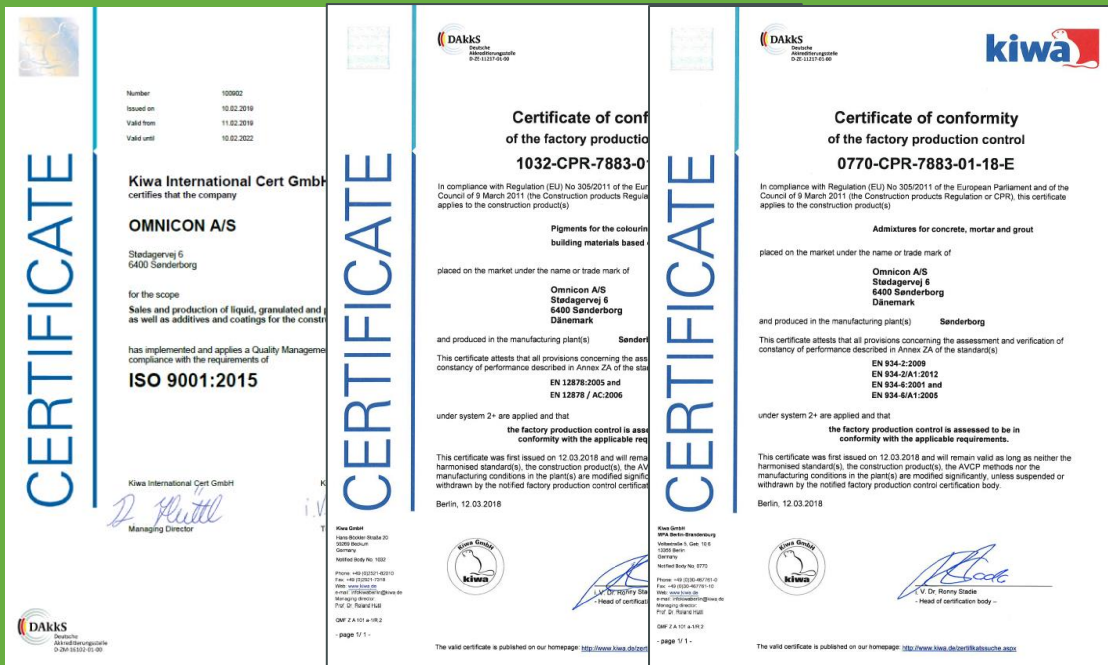 CERTIFICATE
Number 100902
Issued on 10.02.2019
Valid from 11.02.2019
Valid until 10.02.2022
Kiwa International Cert GmbH
certifies that the company
OMNICON A/S
Stødagervej 6
6400 Sønderborg
for the scope
Sales and production of liquid, granulated and
as well as additives and coatings for the
has implemented and applies a Quality
compliance with the requirements of
ISO 9001:2015
Kiwa International Cert GmbH
Managing Director
DAkkS
Deutsche
Akkreditierungsstelle
D-ZM-16102-01-00
CERTIFICATE
DAkkS
Deutsche
Akkreditierungsstelle
D-ZE-11217-01-00
Certificate of
of the factory
1032-CPR-7883-
In compliance with Regulation (EU) No 305/2011 of the
Council of 9 March 2011 (the Construction products
applies to the construction product(s)
Pigments for the
building materials based
placed on the market under the name or trade mark of
Omnicon A/S
Stødagervej 6
6400 Sønderborg
Dänemark
and produced in the manufacturing plant(s)
This certificate attests that all provisions concerning the
constancy of performance described in Annex ZA of the
EN 12878:2005 and
EN 12878 / AC:2006
under system 2+ are applied and that
the factory production control is
conformity with the applicable
This certificate was first issued on 12.03.2018 and will
harmonised standard(s), the construction product(s), the
manufacturing conditions in the plant(s) are modified
withdrawn by the notified factory production control
Berlin, 12.03.2018
Kiwa GmbH
Germany
Notified Body No. 1032
Web: www.kiwa.de
Managing director:
Prof. Dr. Roland Hüttl
- page 1/ 1 -
Kiwa GmbH
kiwa
Dr. Ronny
- Head of
The valid certificate is published on our homepage:
CERTIFICATE
DAkkS
Deutsche
Akkreditierungsstelle
D-ZE-11217-01-00
kiwa
Certificate of conformity
of the factory production control
0770-CPR-7883-01-18-E
In compliance with Regulation (EU) No 305/2011 of the European Parliament and of the
Council of 9 March 2011 (the Construction products Regulation or CPR), this certificate
applies to the construction product(s)
Admixtures for concrete, mortar and grout
placed on the market under the name or trade mark of
Omnicon A/S
Stødagervej 6
6400 Sønderborg
Dänemark
and produced in the manufacturing plant(s) Sønderborg
This certificate attests that all provisions concerning the assessment and verification of
constancy of performance described in Annex ZA of the standard(s)
EN 934-2:2009
EN 934-2/A1:2012
EN 934-6:2001 and
EN 934-6/A1:2005
under system 2+ are applied and that
the factory production control is assessed to be in
conformity with the applicable requirements.
This certificate was first issued on 12.03.2018 and will remain valid as long as neither the
harmonised standard(s), the construction product(s), the AVCP methods nor the
manufacturing conditions in the plant(s) are modified significantly, unless suspended or
withdrawn by the notified factory production control certification body.
Berlin, 12.03.2018
Kiwa GmbH
MPA Berlin-Brandenburg
Germany
Notified Body No. 0770
Web: www.kiwa.de
Managing director:
Prof. Dr. Roland Hüttl
- page 1/ 1 -
Kiwa GmbH
kiwa
i. V. Dr. Ronny Stadie
- Head of certification body –
The valid certificate is published on our homepage: http://www.kiwa.de/zertifikatssuche.aspx